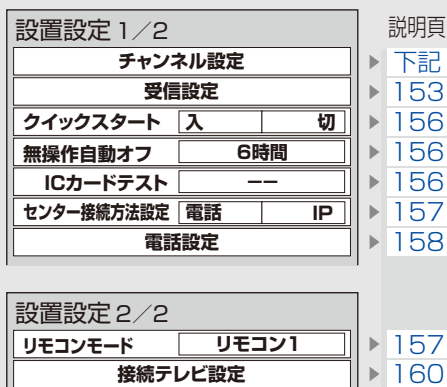 設置設定1／2 説明頁
チャンネル設定 ▶ 下記
受信設定 ▶ 153
クイックスタート 入 切 ▶ 156
無操作自動オフ 6時間 ▶ 156
ICカードテスト −− ▶ 156
センター接続方法設定 電話 IP ▶ 157
電話設定 ▶ 158
設置設定2／2
リモコンモード リモコン1 ▶ 157
接続テレビ設定 ▶ 160